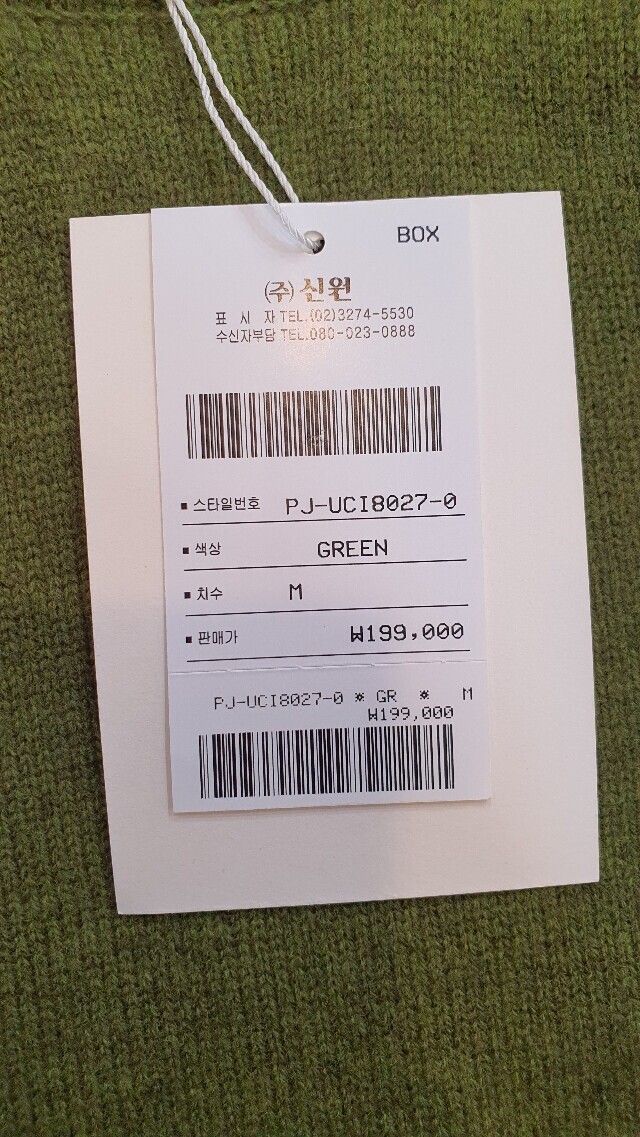 BOX
(주)신원
표 시 자 TEL.(02)3274-5530
수신자부담 TEL.080-023-0888
■ 스타일번호 PJ-UCI8027-0
■ 색상 GREEN
■ 치수 M
■ 판매가 ₩199,000
PJ-UCI8027-0 * GR * M
₩199,000